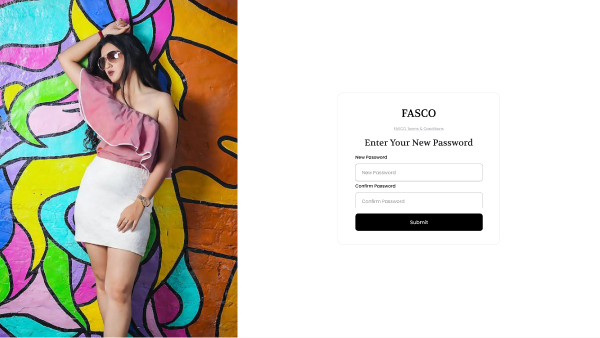 FASCO
FASCO Terms & Conditions
Enter Your New Password
New Password
New Password
Confirm Password
Confirm Password
Submit